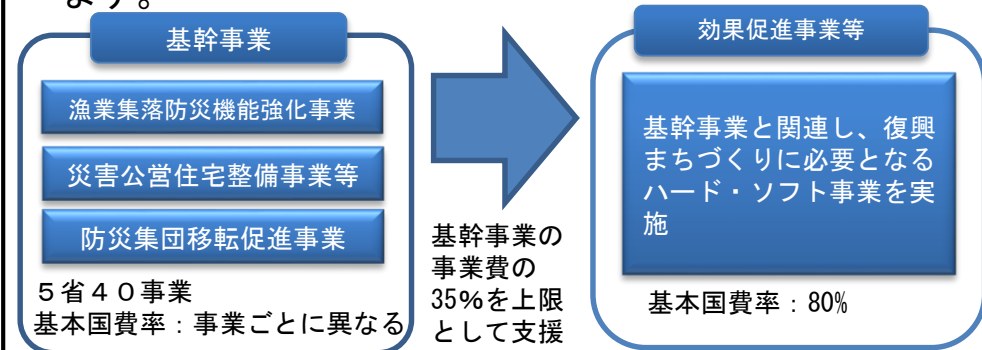 ます。
基幹事業
漁業集落防災機能強化事業
災害公営住宅整備事業等
防災集団移転促進事業
５省４０事業
基本国費率：事業ごとに異なる
基幹事業の
事業費の
35%を上限
として支援
効果促進事業等
基幹事業と関連し、復興
まちづくりに必要となる
ハード・ソフト事業を実
施
基本国費率：80%